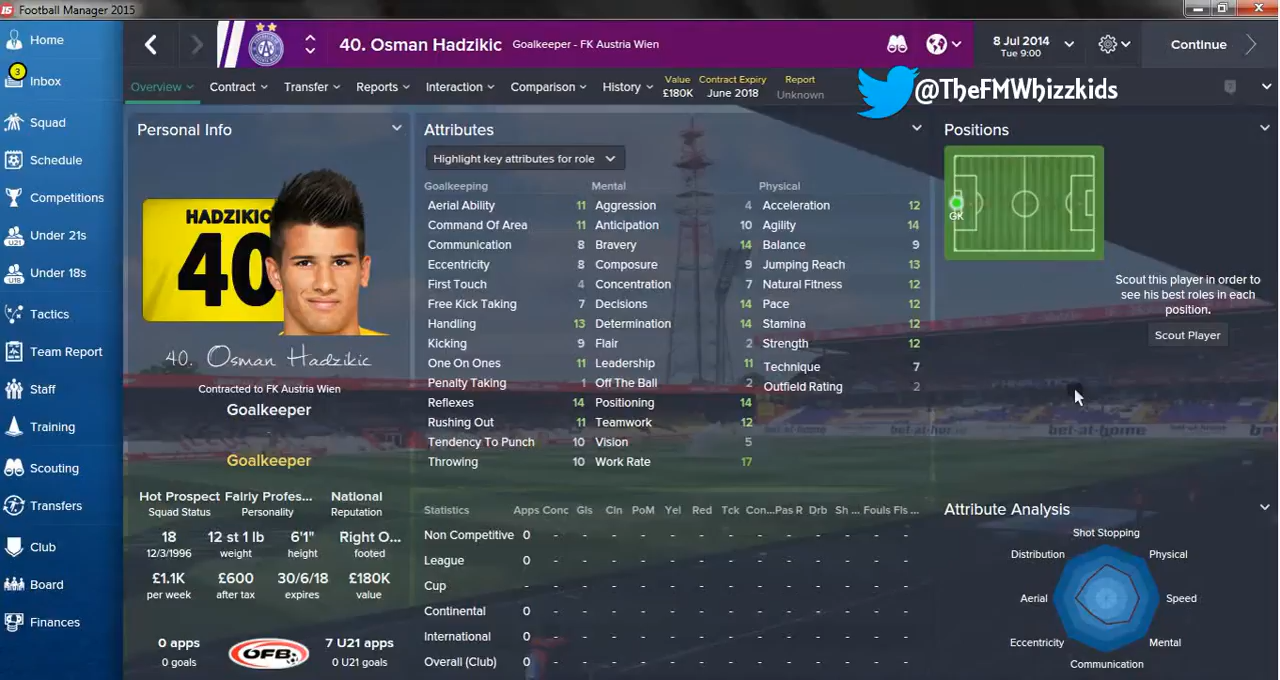 Football Manager 2015
Home
3
Inbox
Squad
Schedule
Competitions
U21
Under 21s
U18
Under 18s
Tactics
Team Report
Staff
Training
Scouting
Transfers
Club
Board
Finances
40. Osman Hadzikic Goalkeeper - FK Austria Wien
8 Jul 2014
Tue 9:00
Continue
Overview Contract Transfer Reports Interaction Comparison History
Value
£180K
Contract Expiry
June 2018
Report
Unknown
@TheFMWhizzkids
Personal Info
HADZIKIC
40
40. Osman Hadzikic
Contracted to FK Austria Wien
Goalkeeper
Goalkeeper
Hot Prospect Fairly Profes... National
Squad Status Personality Reputation
18 12 st 1 lb 6'1" Right O...
12/3/1996 weight height footed
£1.1K £600 30/6/18 £180K
per week after tax expires value
0 apps 7 U21 apps
0 goals 0 U21 goals
ÖFB
Attributes
Highlight key attributes for role
Goalkeeping Mental Physical
Aerial Ability 11 Aggression 4 Acceleration 12
Command Of Area 11 Anticipation 10 Agility 14
Communication 8 Bravery 14 Balance 9
Eccentricity 8 Composure 9 Jumping Reach 13
First Touch 4 Concentration 7 Natural Fitness 12
Free Kick Taking 7 Decisions 14 Pace 12
Handling 13 Determination 14 Stamina 12
Kicking 9 Flair 2 Strength 12
One On Ones 11 Leadership 11 Technique 7
Penalty Taking 1 Off The Ball 2 Outfield Rating 2
Reflexes 14 Positioning 14
Rushing Out 11 Teamwork 12
Tendency To Punch 10 Vision 5
Throwing 10 Work Rate 17
Statistics Apps Conc Gls Cln PoM Yel Red Tck Con... Pas R Drb Sh ... Fouls Fls ...
Non Competitive 0 - - - - - - - - - - - - -
League 0 - - - - - - - - - - - - -
Cup - - - - - - - - - - - - - -
Continental 0 - - - - - - - - - - - - -
International 0 - - - - - - - - - - - - -
Overall (Club) 0 - - - - - - - - - - - - -
Positions
GK
Scout this player in order to
see his best roles in each
position.
Scout Player
bet-at-home bet-at-home.
Attribute Analysis
Shot Stopping
Distribution Physical
Aerial Speed
Eccentricity Mental
Communication